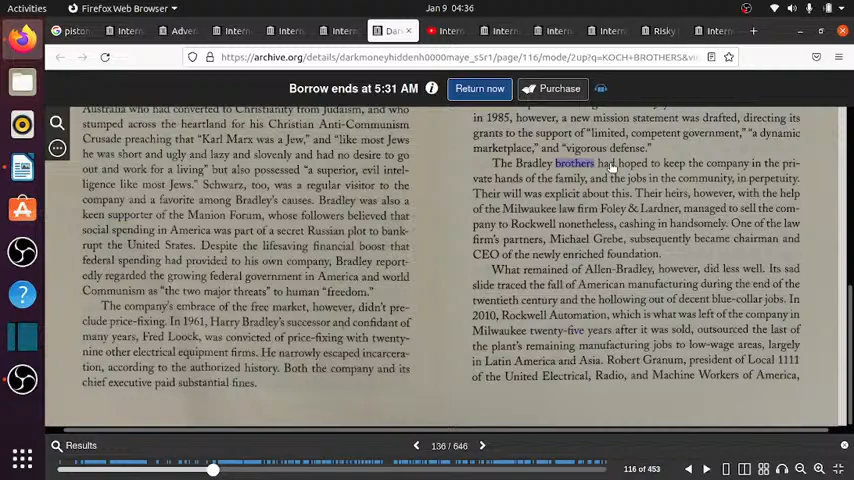 Activities
Firefox Web Browser
Jan 9 04:36
pisto
Intern
Adve
Intern
Intern
Intern
Da
Intern
Inter
Intern
Risky
Intern
https://archive.org/details/darkmoneyhiddenh0000maye_s5r1/page/116/mode/2up?q=KOCH+BROTHERS&vi
Borrow ends at 5:31 AM
Return now
Purchase
Australia who had converted to Christianity from Judaism, and who
stumped across the heartland for his Christian Anti-Communism
Crusade preaching that “Karl Marx was a Jew,” and “like most Jews
he was short and ugly and lazy and slovenly and had no desire to go
out and work for a living” but also possessed “a superior, evil intel-
ligence like most Jews.” Schwarz, too, was a regular visitor to the
company and a favorite among Bradley’s causes. Bradley was also a
keen supporter of the Manion Forum, whose followers believed that
social spending in America was part of a secret Russian plot to bank-
rupt the United States. Despite the lifesaving financial boost that
federal spending had provided to his own company, Bradley report-
edly regarded the growing federal government in America and world
Communism as “the two major threats” to human “freedom.”
The company’s embrace of the free market, however, didn’t pre-
clude price-fixing. In 1961, Harry Bradley’s successor and confidant of
many years, Fred Loock, was convicted of price-fixing with twenty-
nine other electrical equipment firms. He narrowly escaped incarcera-
tion, according to the authorized history. Both the company and its
chief executive paid substantial fines.
in 1985, however, a new mission statement was drafted, directing its
grants to the support of “limited, competent government,” “a dynamic
marketplace,” and “vigorous defense.”
The Bradley brothers had hoped to keep the company in the pri-
vate hands of the family, and the jobs in the community, in perpetuity.
Their will was explicit about this. Their heirs, however, with the help
of the Milwaukee law firm Foley & Lardner, managed to sell the com-
pany to Rockwell nonetheless, cashing in handsomely. One of the law
firm’s partners, Michael Grebe, subsequently became chairman and
CEO of the newly enriched foundation.
What remained of Allen-Bradley, however, did less well. Its sad
slide traced the fall of American manufacturing during the end of the
twentieth century and the hollowing out of decent blue-collar jobs. In
2010, Rockwell Automation, which is what was left of the company in
Milwaukee twenty-five years after it was sold, outsourced the last of
the plant’s remaining manufacturing jobs to low-wage areas, largely
in Latin America and Asia. Robert Granum, president of Local 1111
of the United Electrical, Radio, and Machine Workers of America,
Results
136 / 646
116 of 453